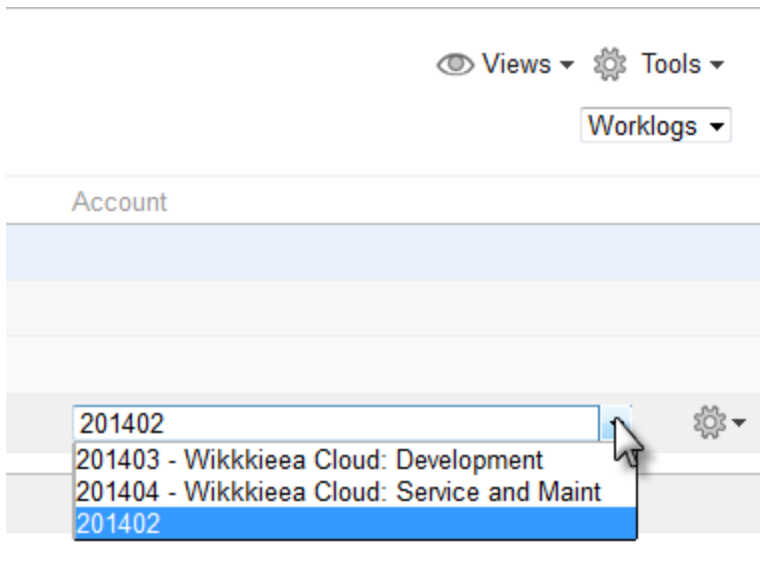 Views Tools
Worklogs
Account
201402
201403 - Wikkkieea Cloud: Development
201404 - Wikkkieea Cloud: Service and Maint
201402